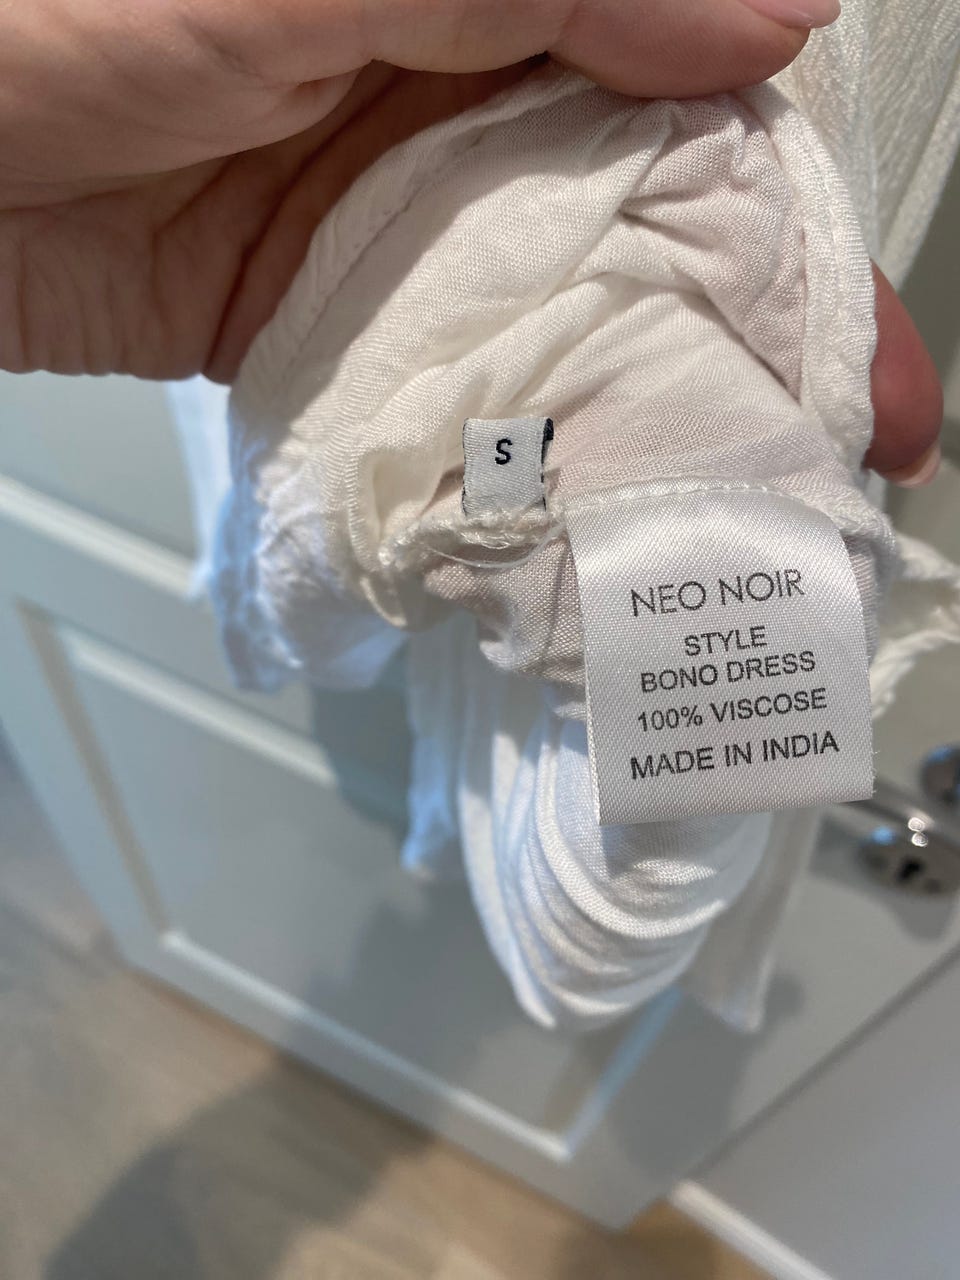 S
NEO NOIR
STYLE
BONO DRESS
100% VISCOSE
MADE IN INDIA